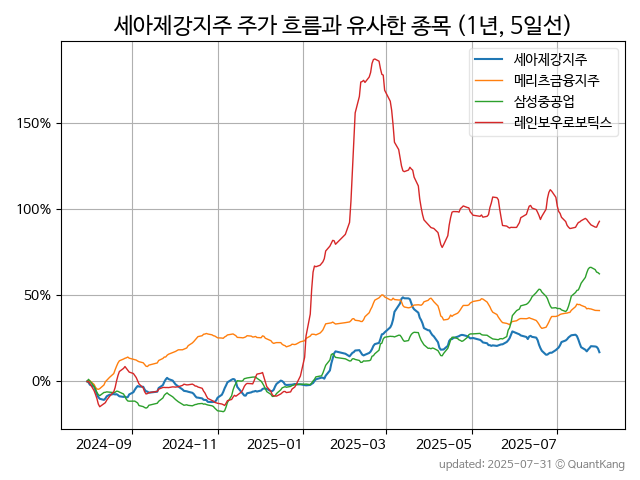 세아제강지주 주가 흐름과 유사한 종목 (1년, 5일선)
세아제강지주
메리츠금융지주
삼성중공업
레인보우로보틱스
150%
100%
50%
0%
2024-09 2024-11 2025-01 2025-03 2025-05 2025-07
updated: 2025-07-31 © QuantKang